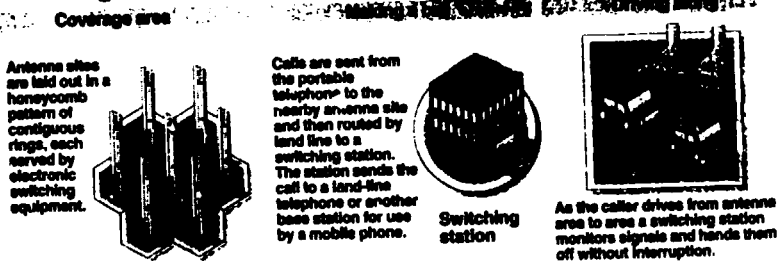 Coverage area
Making a call
Driving along
Antenna sites
are laid out in a
honeycomb
pattern of
contiguous
rings, each
served by
electronic
switching
equipment.
Calls are sent from
the portable
telephone to the
nearby antenna site
and then routed by
land line to a
switching station.
The station sends the
call to a land-line
telephone or another
base station for use
by a mobile phone.
Switching
station
As the caller drives from antenna
area to area a switching station
monitors signals and hands them
off without interruption.